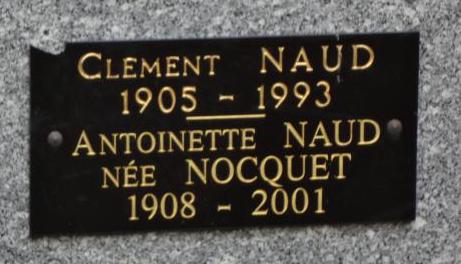 CLEMENT NAUD
1905 - 1993
ANTOINETTE NAUD
NÉE NOCQUET
1908 - 2001